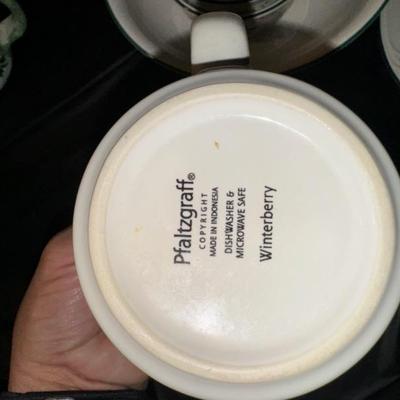 Pfaltzgraff®
COPYRIGHT
MADE IN INDONESIA
DISHWASHER &
MICROWAVE SAFE
Winterberry